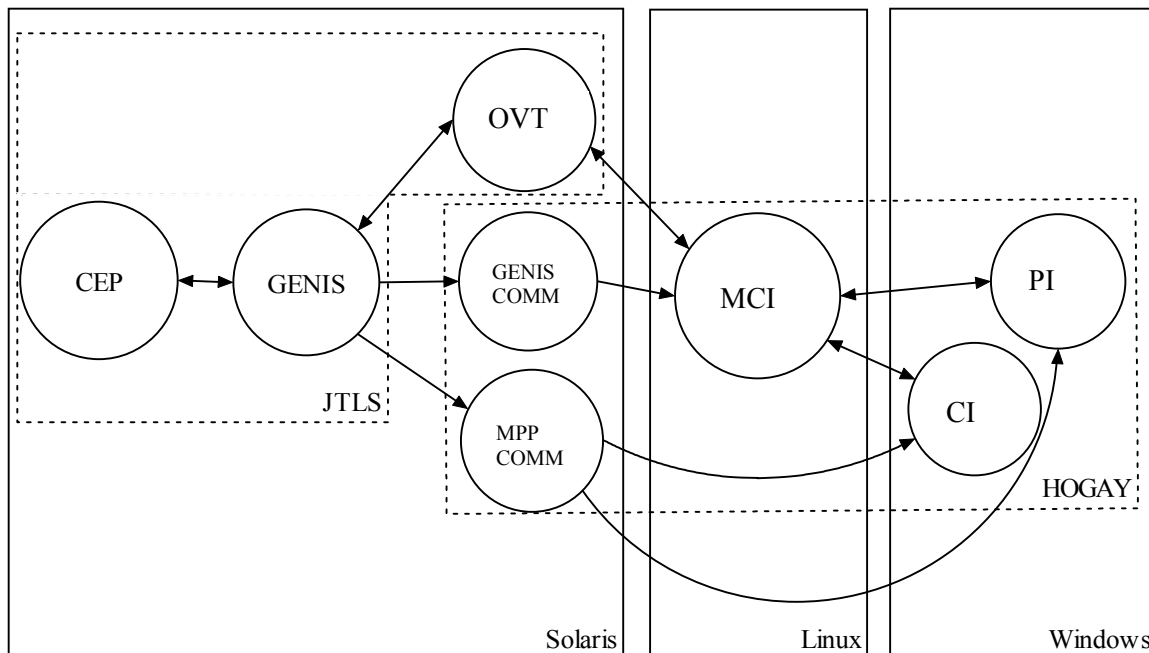 OVT
CEP
GENIS
GENIS
COMM
MCI
PI
JTLS
CI
MPP
COMM
HOGAY
Solaris
Linux
Windows